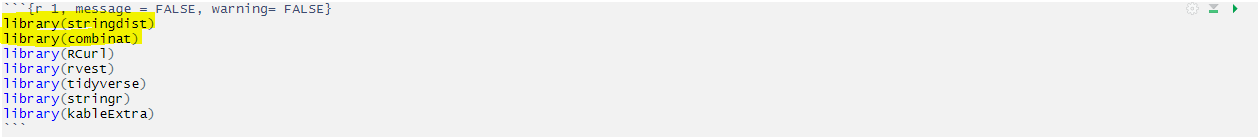 ```{r 1, message = FALSE, warning= FALSE}
library(stringdist)
library(combinat)
library(RCurl)
library(rvest)
library(tidyverse)
library(stringr)
library(kableExtra)
```